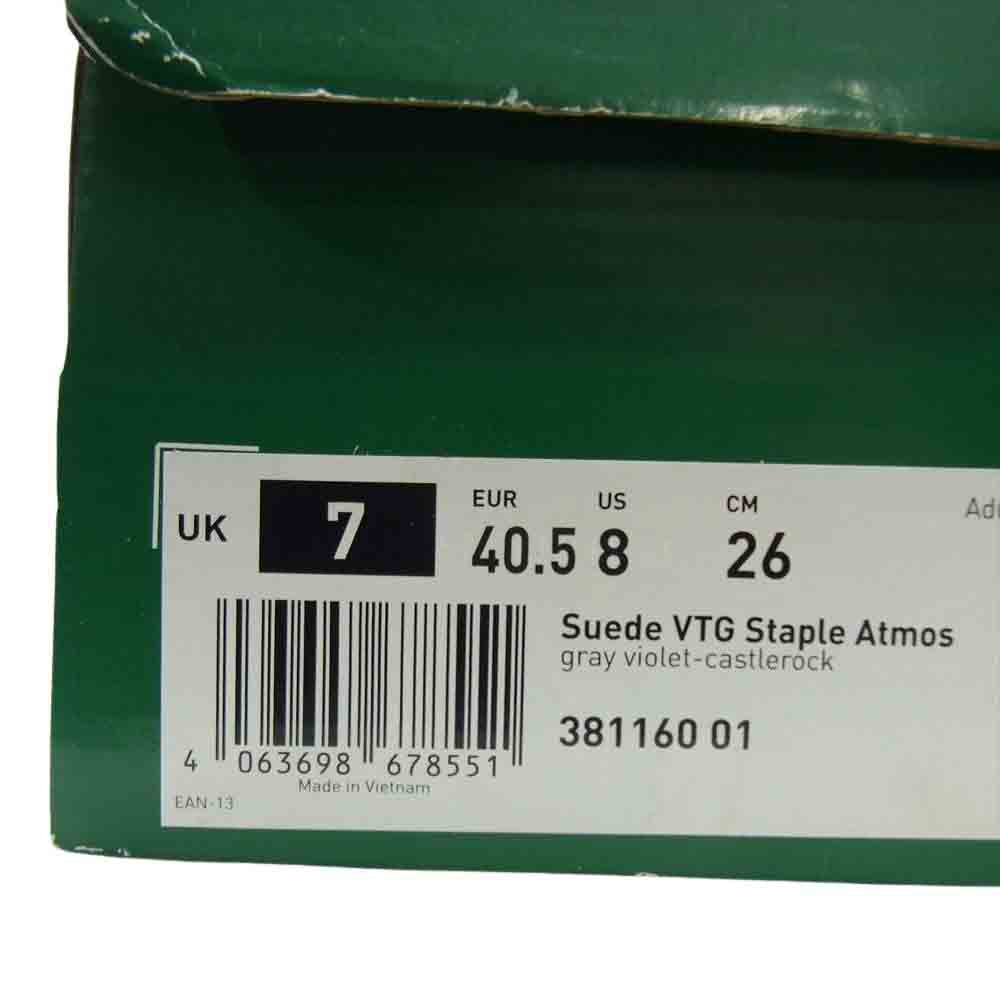 UK 7 EUR 40.5 US 8 CM 26
Suede VTG Staple Atmos
gray violet-castlerock
381160 01
4 063698 678551
Made in Vietnam
EAN-13